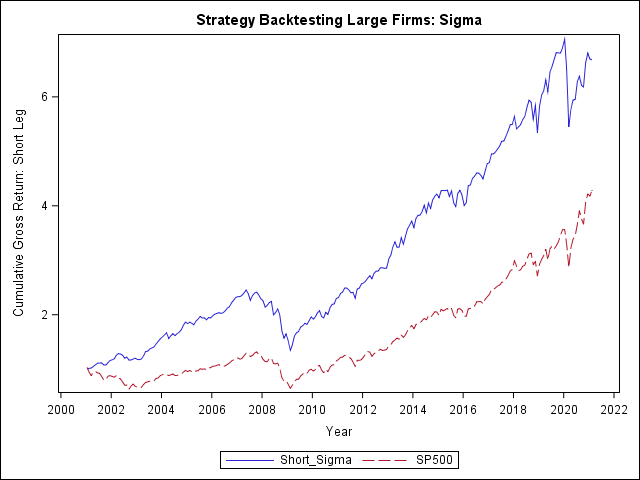 Strategy Backtesting Large Firms: Sigma
Cumulative Gross Return: Short Leg
6
4
2
2000 2002 2004 2006 2008 2010 2012 2014 2016 2018 2020 2022
Year
Short_Sigma SP500